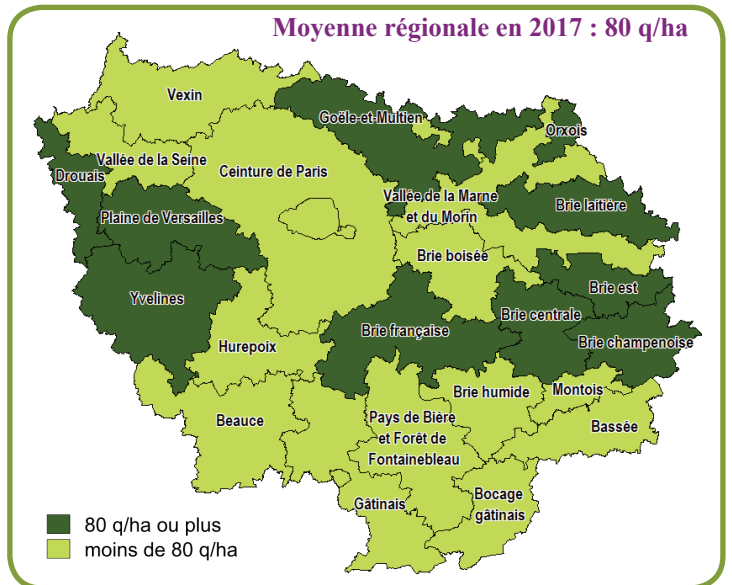 Moyenne régionale en 2017 : 80 q/ha
Vexin
Goële-et-Multien
Orxois
Vallée de la Seine
Ceinture de Paris
Drouais
Vallée de la Marne
et du Morin
Brie laitière
Plaine de Versailles
Brie boisée
Brie est
Yvelines
Brie centrale
Brie française
Brie champenoise
Hurepoix
Brie humide
Montois
Beauce
Pays de Bière
et Forêt de
Fontainebleau
Bassée
Gâtinais
Bocage
gâtinais
80 q/ha ou plus
moins de 80 q/ha